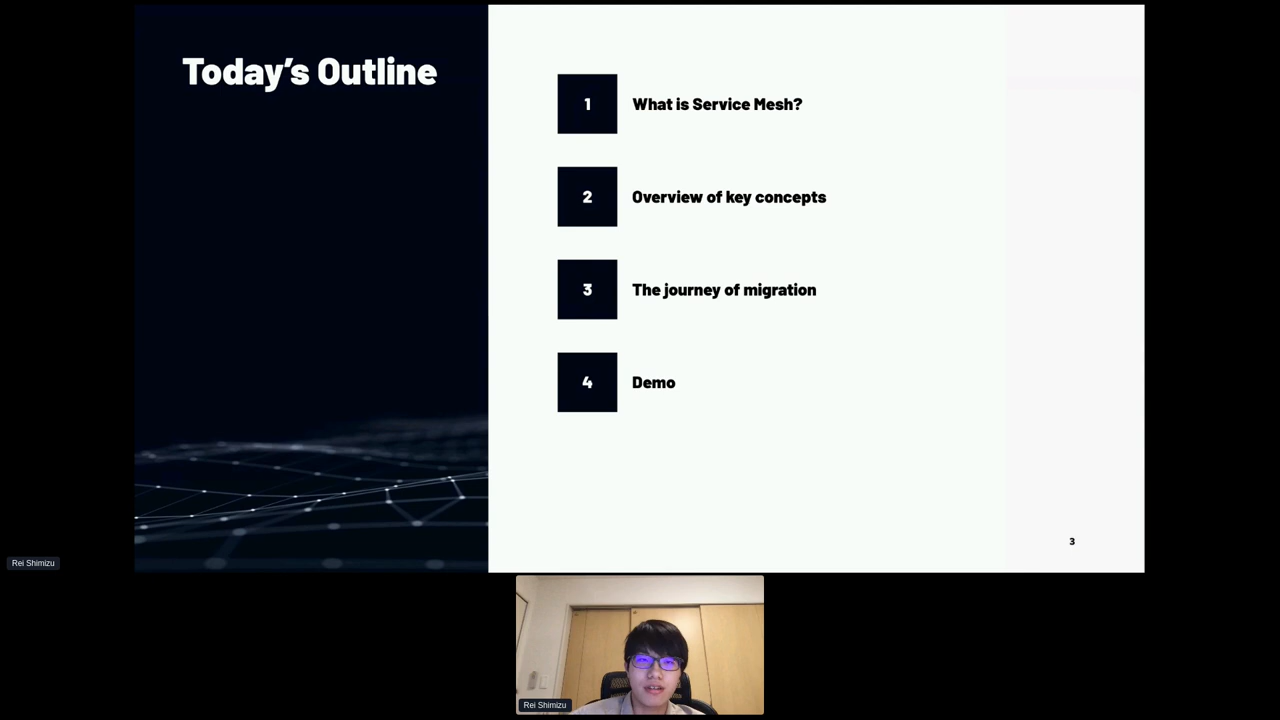 Today's Outline
1
What is Service Mesh?
2
Overview of key concepts
3
The journey of migration
4
Demo
3
Rei Shimizu
Rei Shimizu